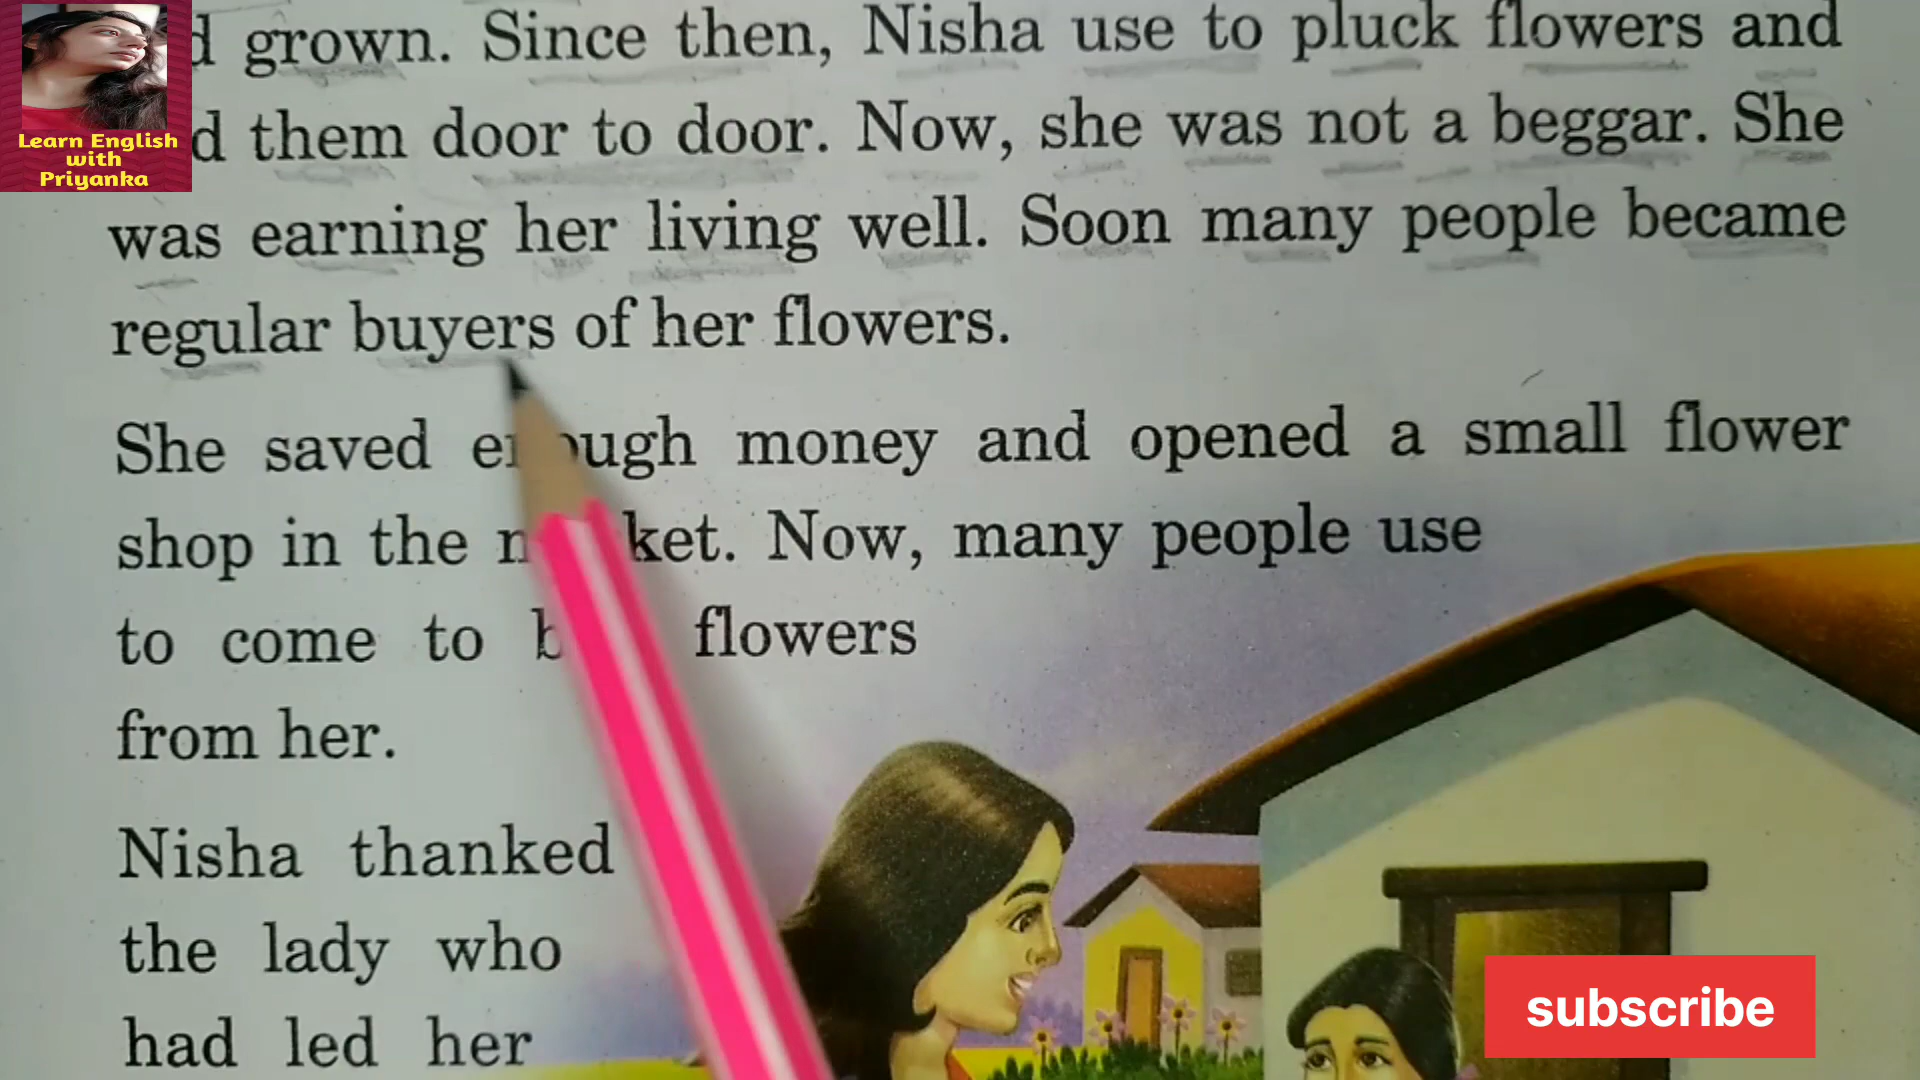 Learn English
with
Priyanka
grown. Since then, Nisha use to pluck flowers and
them door to door. Now, she was not a beggar. She
was earning her living well. Soon many people became
regular buyers of her flowers.
She saved money and opened a small flower
shop in the Now, many people use
to come to flowers
from her.
Nisha thanked
the lady who
had led her
subscribe